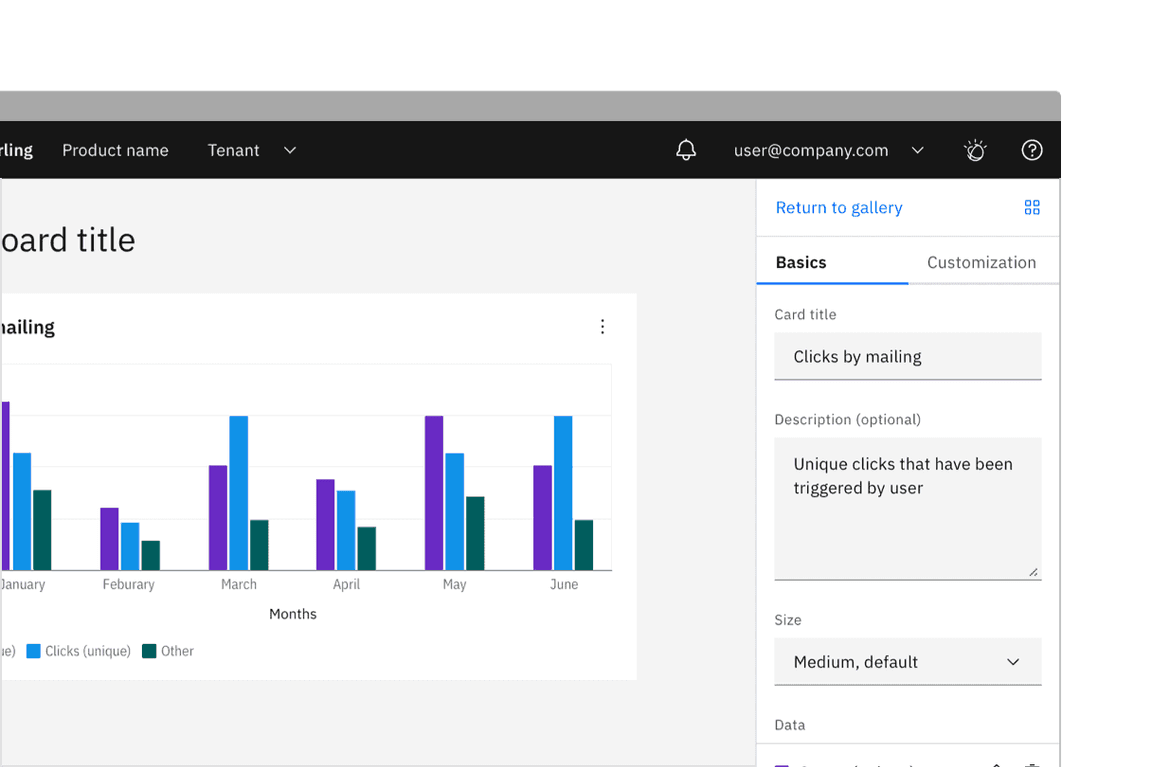 rling Product name Tenant user@company.com
Return to gallery
oard title
Basics Customization
Card title
ailing
Clicks by mailing
Description (optional)
Unique clicks that have been
triggered by user
January Feburary March April May June
Months
Size
ue) Clicks (unique) Other
Medium, default
Data